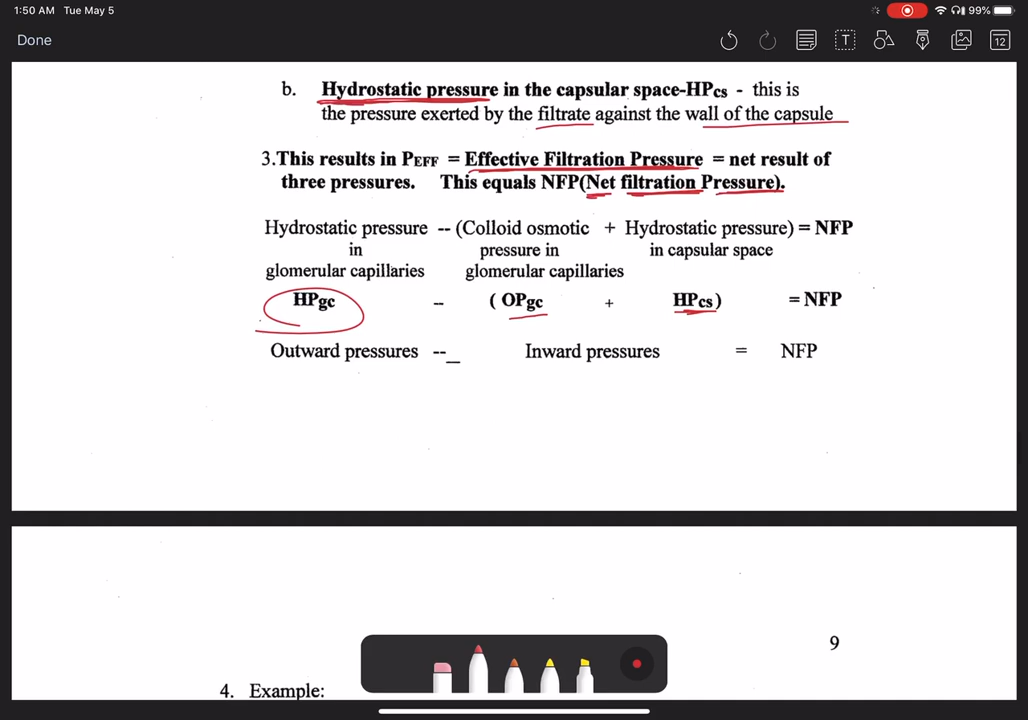 1:50 AM Tue May 5 99%
Done T 12
b. Hydrostatic pressure in the capsular space-HPcs - this is
the pressure exerted by the filtrate against the wall of the capsule
3.This results in PEFF = Effective Filtration Pressure = net result of
three pressures. This equals NFP(Net filtration Pressure).
Hydrostatic pressure -- (Colloid osmotic + Hydrostatic pressure) = NFP
in pressure in in capsular space
glomerular capillaries glomerular capillaries
HPgc -- ( OPgc + HPcs) = NFP
Outward pressures --_ Inward pressures = NFP
9
4. Example: